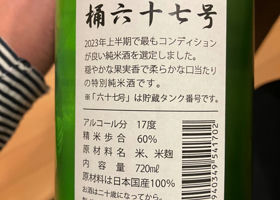 桶六十七号
2023年上半期で最もコンディション
が良い純米酒を選定しました。
穏やかな果実香で柔らかな口当たり
の特別純米酒です。
※「六十七号」は貯蔵タンク番号です。
アルコール分 17度
精米歩合 60%
原材料名 米、米麹
内容量 720ml
原材料米は日本国産100%
お酒は二十歳になってから。
940349541702